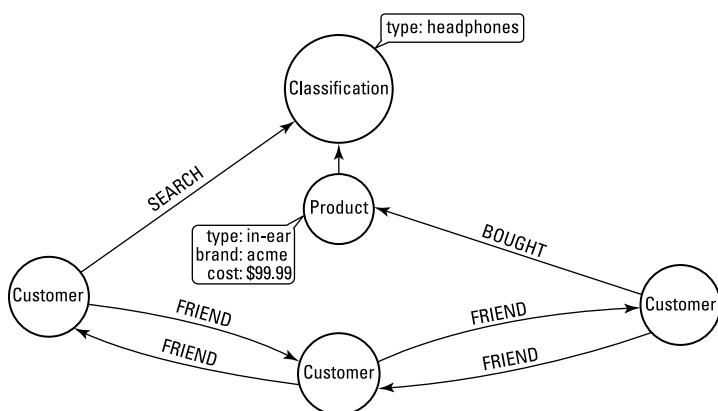 type: headphones
Classification
SEARCH
Product
type: in-ear
brand: acme
cost: $99.99
BOUGHT
Customer
FRIEND
FRIEND
Customer
FRIEND
FRIEND
Customer